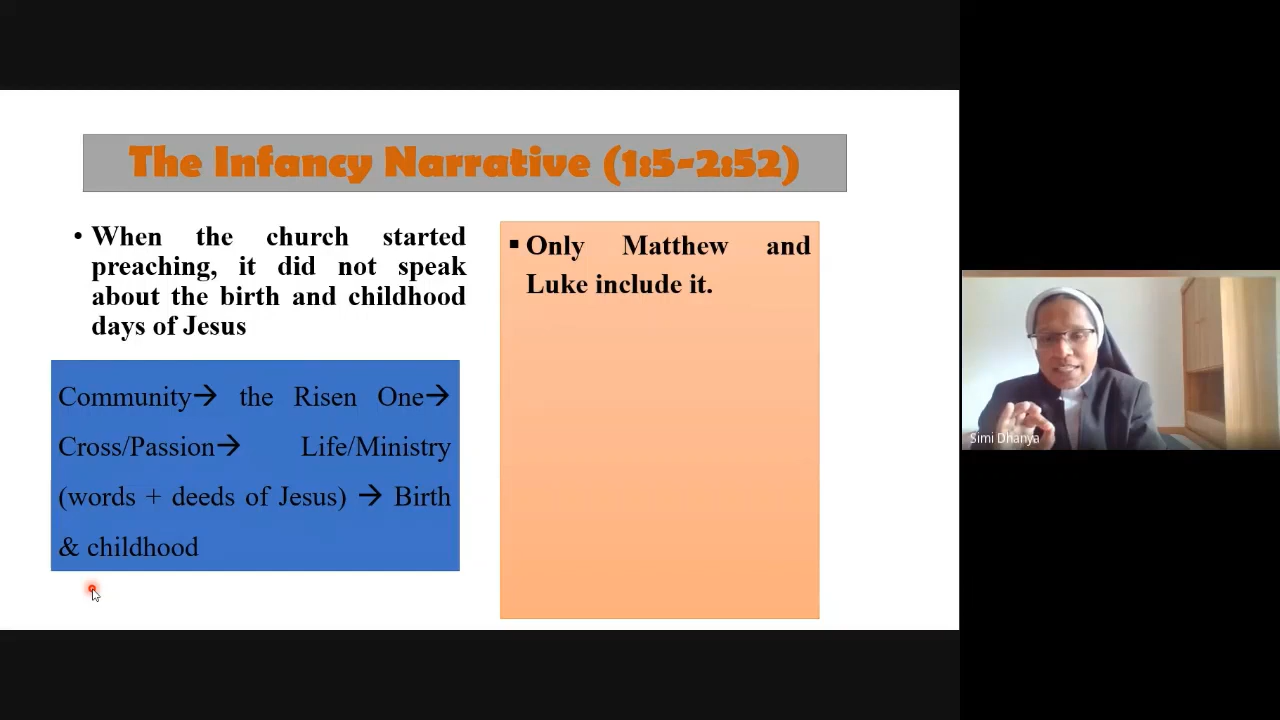 The Infancy Narrative (1:5-2:52)
• When the church started
preaching, it did not speak
about the birth and childhood
days of Jesus
Community→ the Risen One→
Cross/Passion→ Life/Ministry
(words + deeds of Jesus) → Birth
& childhood
▪ Only Matthew and
Luke include it.
Simi Dhanya